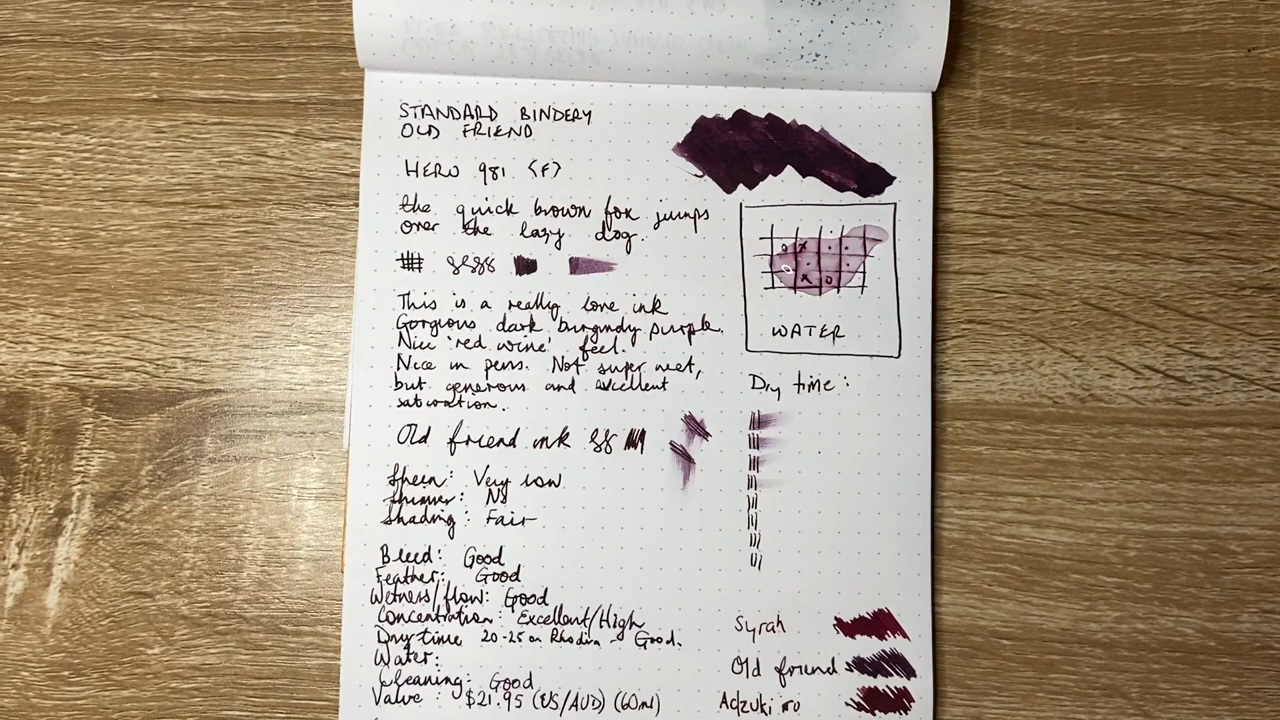 STANDARD BINDERY
OLD FRIEND
HERO 981 <F>
the quick brown fox jumps
over the lazy dog.
This is a really love ink
Gorgious dark burgundy purple.
Nice 'red wine' feel.
Nice in pens. Not super wet,
but generous and excellent
saturation.
Old friend ink
Sheen: Very low
Shimmer: No
Shading: Fair
Bleed: Good
Feather: Good
Wetness/flow: Good
Concentration: Excellent/High
Dry time 20-25 on Rhodia - Good.
Water:
Cleaning: Good
Value: $21.95 (US/AUD) (60ml)
WATER
Dry time:
Syrah
Old friend
Adzuki iro